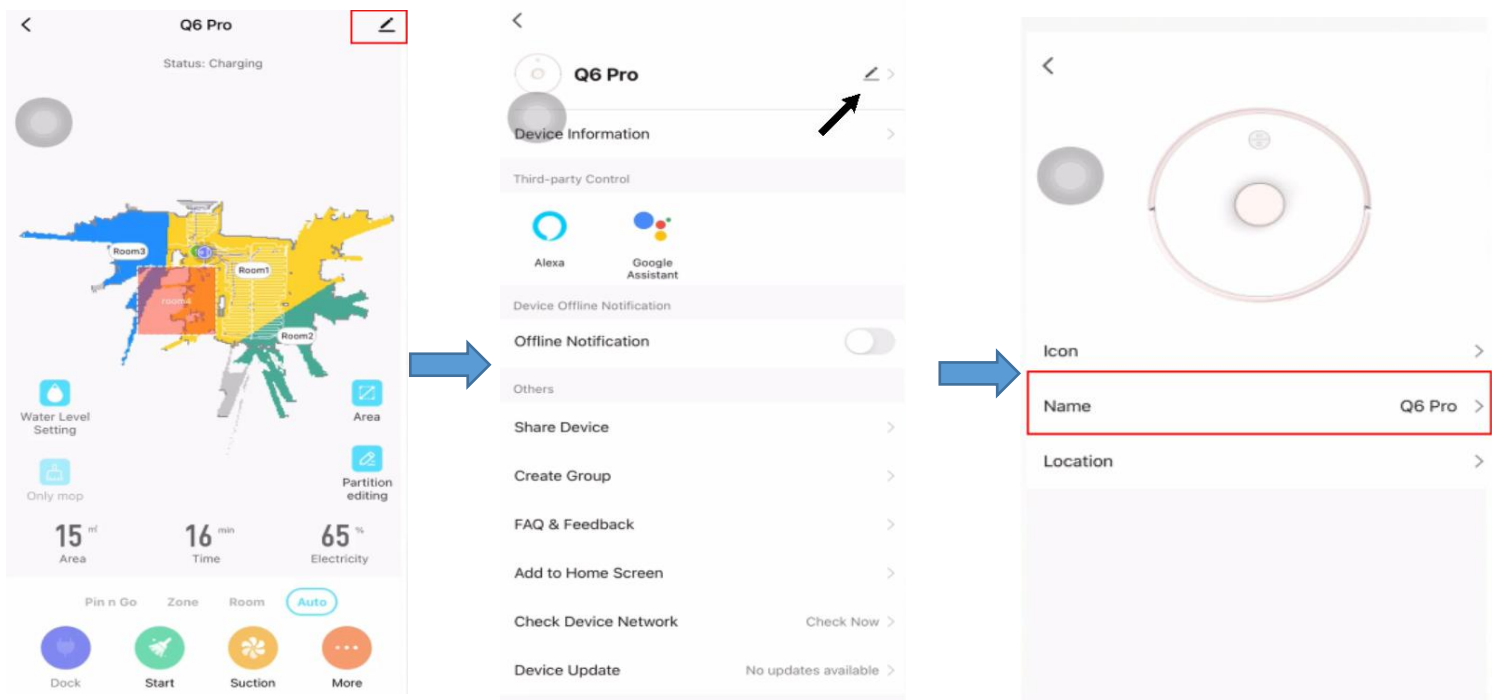 Q6 Pro
Status: Charging
Room3
Room1
room4
Room2
Water Level
Setting
Area
Only mop
Partition
editing
15 ㎡
Area
16 min
Time
65 %
Electricity
Pin n Go
Zone
Room
Auto
Dock
Start
Suction
More
Q6 Pro
Device Information
Third-party Control
Alexa
Google
Assistant
Device Offline Notification
Offline Notification
Others
Share Device
Create Group
FAQ & Feedback
Add to Home Screen
Check Device Network Check Now
Device Update No updates available
Icon
Name Q6 Pro
Location